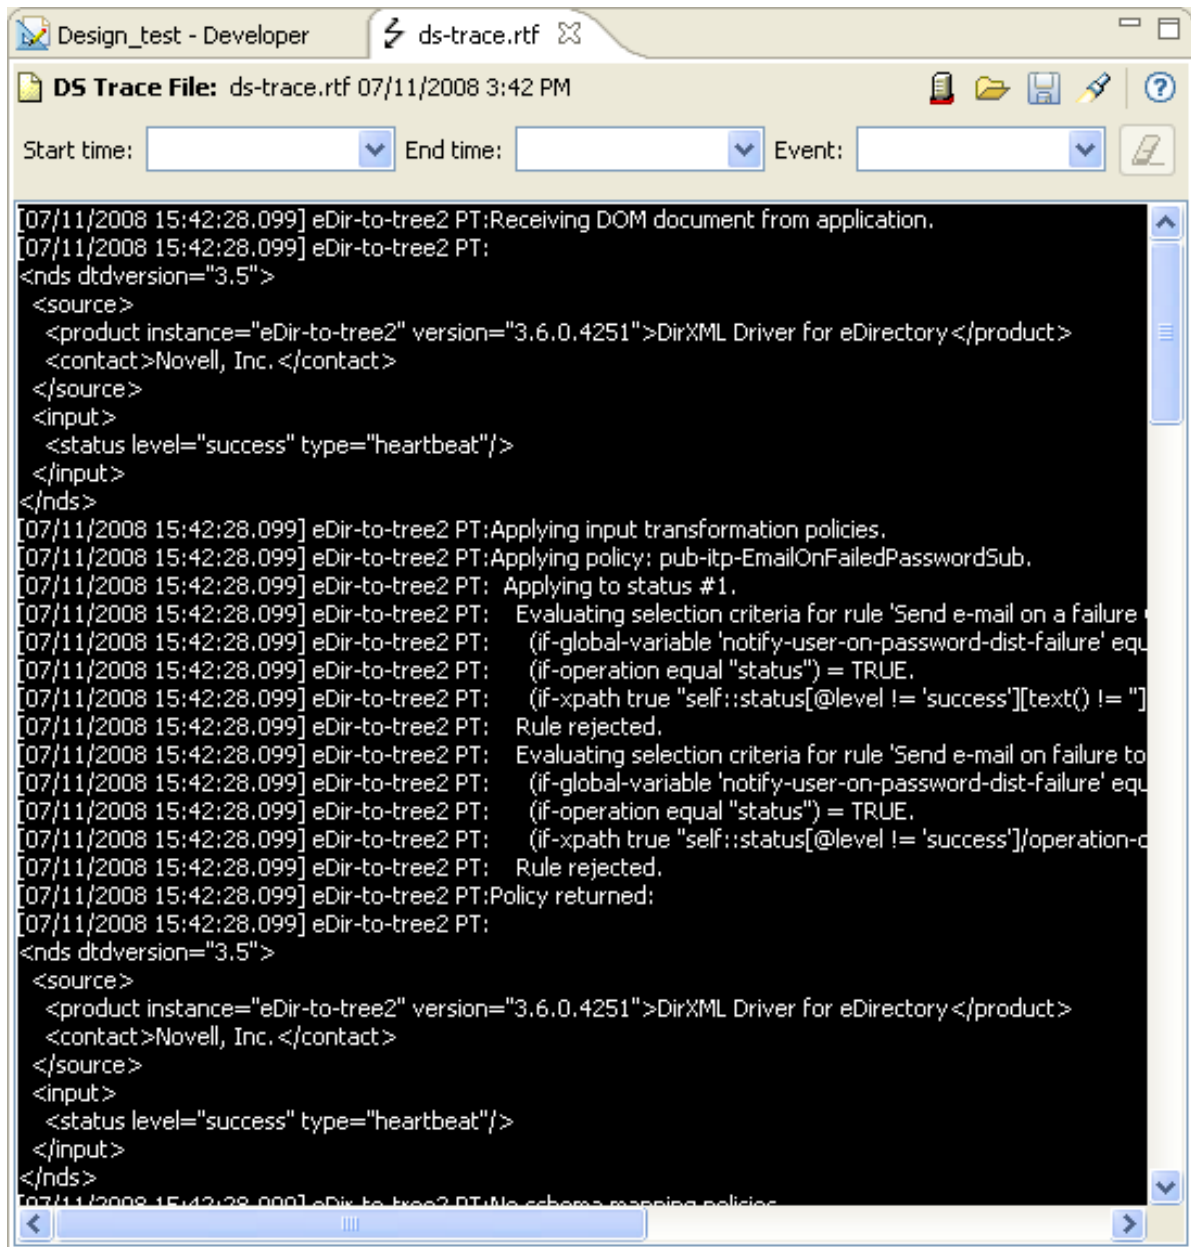 Design_test - Developer
ds-trace.rtf
DS Trace File: ds-trace.rtf 07/11/2008 3:42 PM
Start time:
End time:
Event:
[07/11/2008 15:42:28.099] eDir-to-tree2 PT:Receiving DOM document from application.
[07/11/2008 15:42:28.099] eDir-to-tree2 PT:
<nds dtdversion="3.5">
<source>
<product instance="eDir-to-tree2" version="3.6.0.4251">DirXML Driver for eDirectory</product>
<contact>Novell, Inc.</contact>
</source>
<input>
<status level="success" type="heartbeat"/>
</input>
</nds>
[07/11/2008 15:42:28.099] eDir-to-tree2 PT:Applying input transformation policies.
[07/11/2008 15:42:28.099] eDir-to-tree2 PT:Applying policy: pub-itp-EmailOnFailedPasswordSub.
[07/11/2008 15:42:28.099] eDir-to-tree2 PT: Applying to status #1.
[07/11/2008 15:42:28.099] eDir-to-tree2 PT: Evaluating selection criteria for rule 'Send e-mail on a failure
[07/11/2008 15:42:28.099] eDir-to-tree2 PT: (if-global-variable 'notify-user-on-password-dist-failure' equ
[07/11/2008 15:42:28.099] eDir-to-tree2 PT: (if-operation equal "status") = TRUE.
[07/11/2008 15:42:28.099] eDir-to-tree2 PT: (if-xpath true "self::status[@level != 'success'][text() != '']
[07/11/2008 15:42:28.099] eDir-to-tree2 PT: Rule rejected.
[07/11/2008 15:42:28.099] eDir-to-tree2 PT: Evaluating selection criteria for rule 'Send e-mail on failure to
[07/11/2008 15:42:28.099] eDir-to-tree2 PT: (if-global-variable 'notify-user-on-password-dist-failure' equ
[07/11/2008 15:42:28.099] eDir-to-tree2 PT: (if-operation equal "status") = TRUE.
[07/11/2008 15:42:28.099] eDir-to-tree2 PT: (if-xpath true "self::status[@level != 'success']/operation-d
[07/11/2008 15:42:28.099] eDir-to-tree2 PT: Rule rejected.
[07/11/2008 15:42:28.099] eDir-to-tree2 PT:Policy returned:
[07/11/2008 15:42:28.099] eDir-to-tree2 PT:
<nds dtdversion="3.5">
<source>
<product instance="eDir-to-tree2" version="3.6.0.4251">DirXML Driver for eDirectory</product>
<contact>Novell, Inc.</contact>
</source>
<input>
<status level="success" type="heartbeat"/>
</input>
</nds>
[07/11/2008 15:42:28.099] eDir-to-tree2 PT:No schema mapping policies